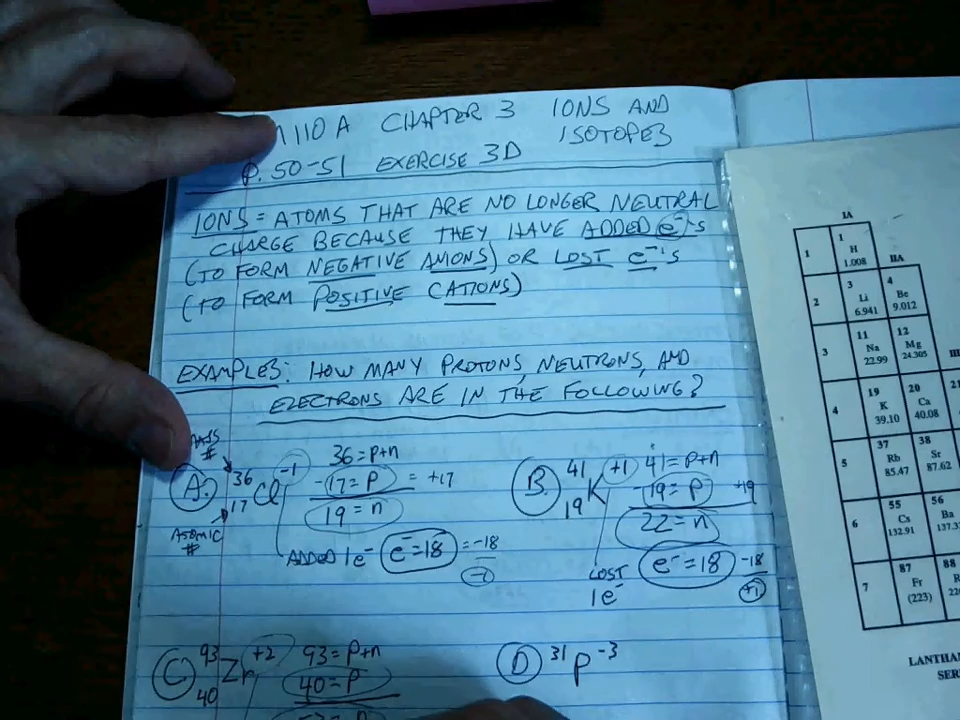 110A CHAPTER 3 IONS AND
ISOTOPES
P. 50-51 EXERCISE 3D
IONS = ATOMS THAT ARE NO LONGER NEUTRAL
CHARGE BECAUSE THEY HAVE ADDED e⁻'s
(TO FORM NEGATIVE ANIONS) OR LOST e⁻'s
(TO FORM POSITIVE CATIONS)
EXAMPLES: HOW MANY PROTONS, NEUTRONS, AND
ELECTRONS ARE IN THE FOLLOWING?
MASS #
ATOMIC #
A. 36 17 Cl -1
36 = p+n
-17 = p = +17
19 = n
ADDED 1e⁻ e⁻ = 18 = -18
-1
B. 41 19 K +1
41 = p+n
-19 = p +19
22 = n
LOST 1e⁻
e⁻ = 18 -18
+1
C 93 40 Zr +2
93 = p+n
40 = p
D 31 P -3
IA
IIA
1 1 H 1.008
2 3 Li 6.941 4 Be 9.012
3 11 Na 22.99 12 Mg 24.305
4 19 K 39.10 20 Ca 40.08 21
5 37 Rb 85.47 38 Sr 87.62
6 55 Cs 132.91 56 Ba 137.3
7 87 Fr (223) 88
LANTHA
SER